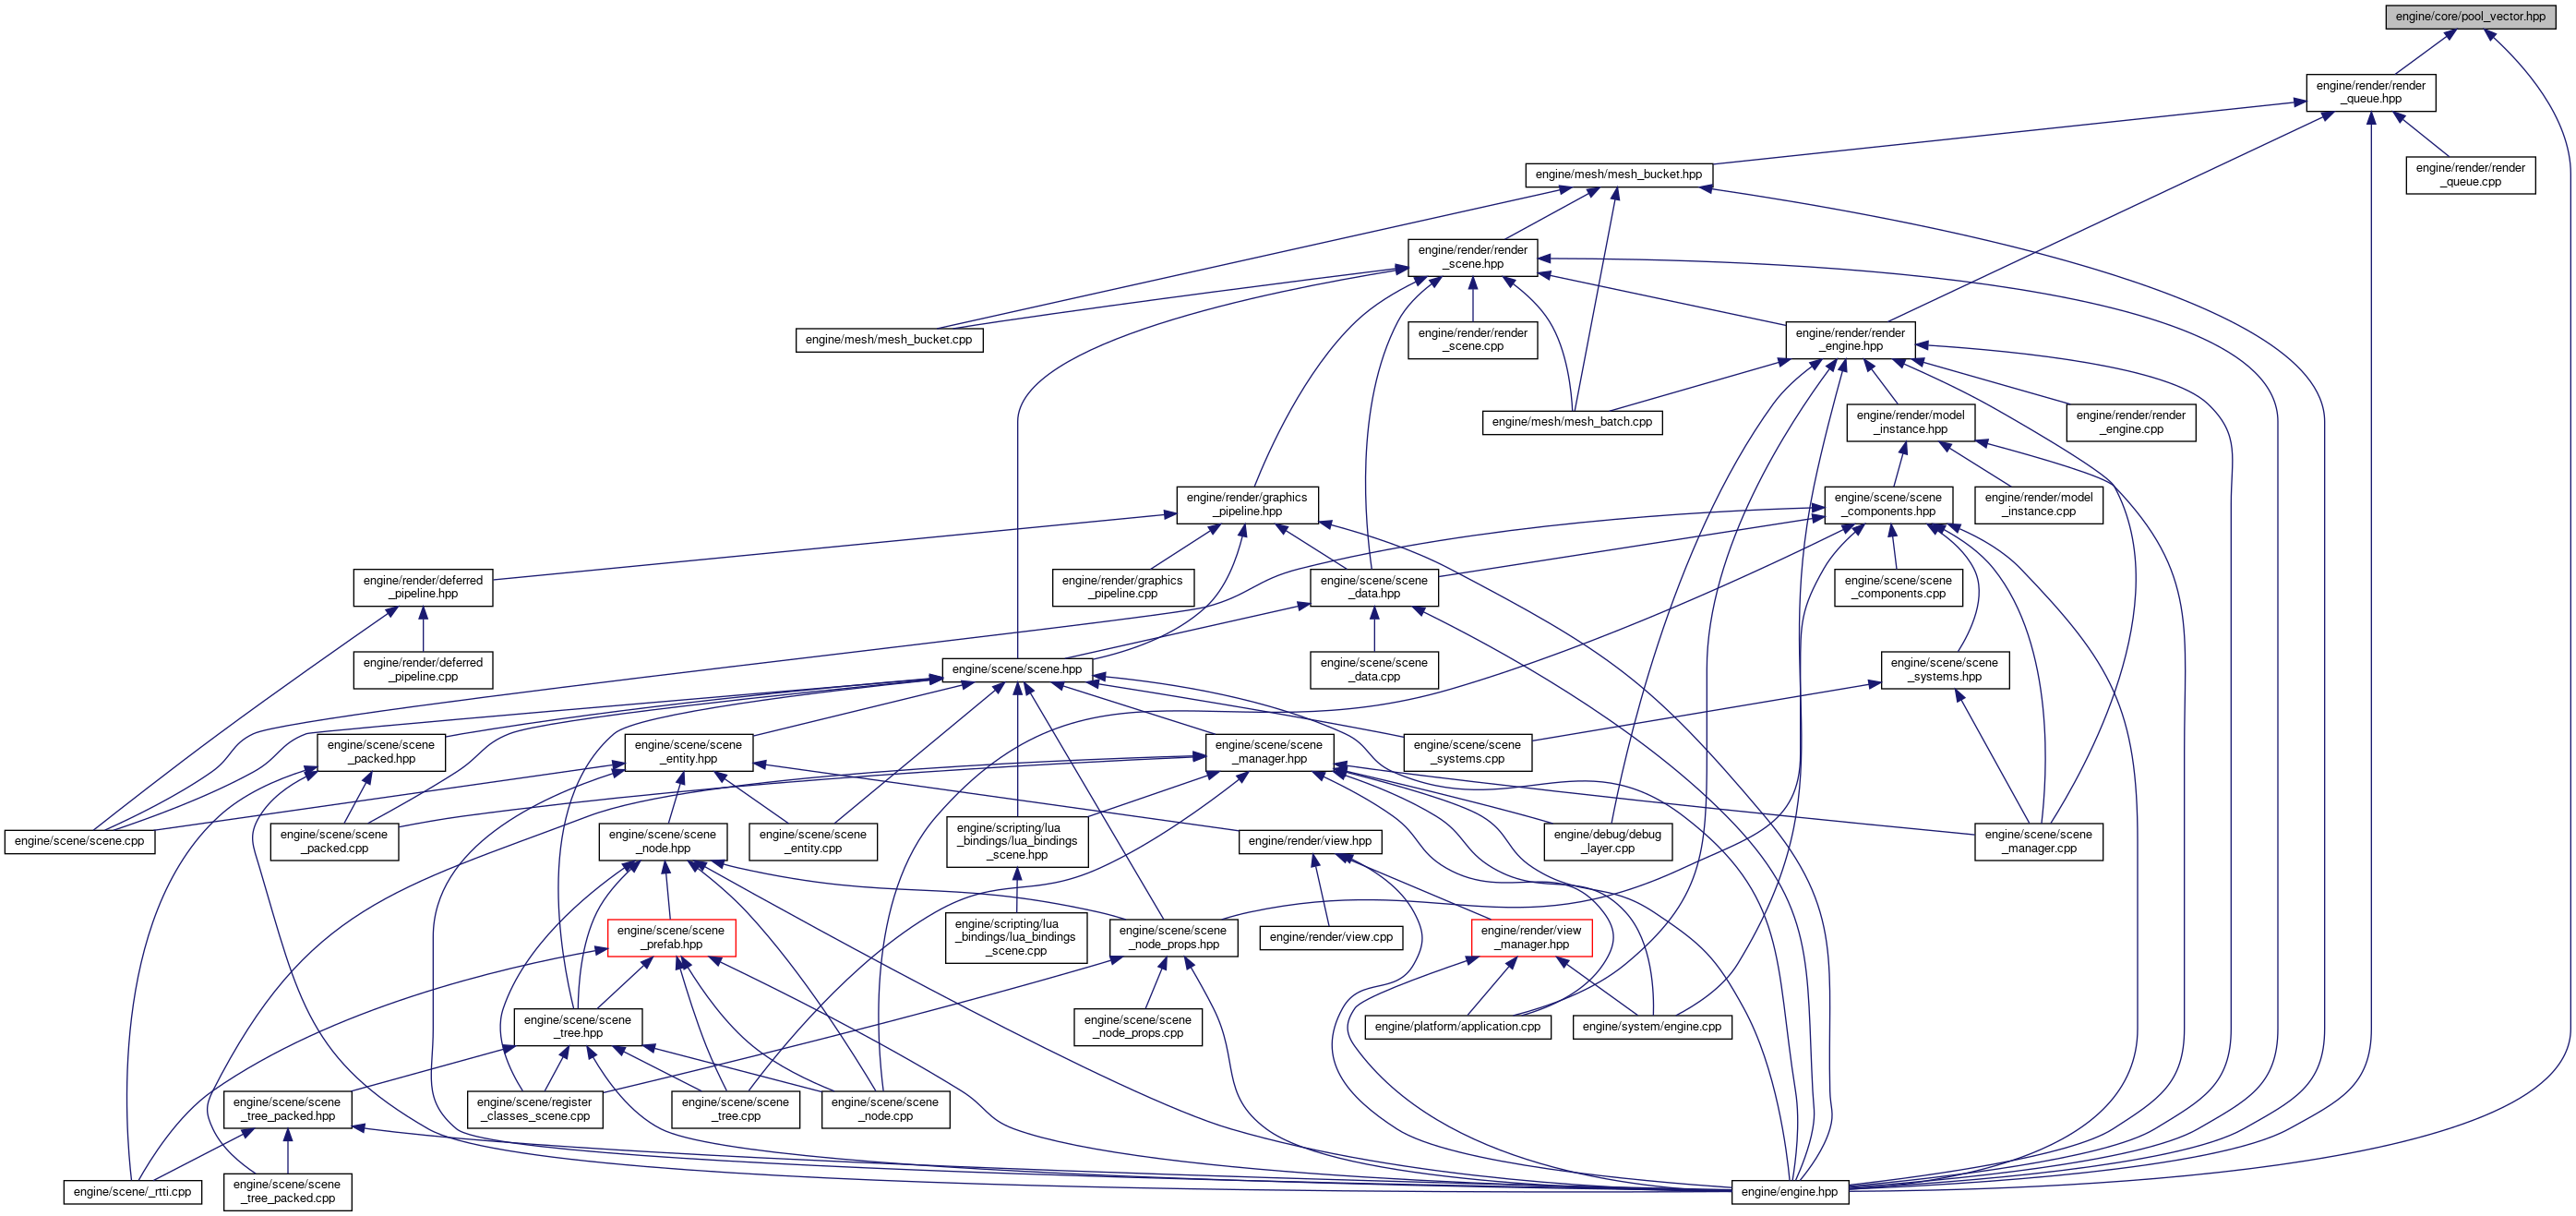 engine/core/pool_vector.hpp
engine/render/render
_queue.hpp
engine/mesh/mesh_bucket.hpp
engine/render/render
_queue.cpp
engine/render/render
_scene.hpp
engine/mesh/mesh_bucket.cpp
engine/render/render
_scene.cpp
engine/render/render
_engine.hpp
engine/mesh/mesh_batch.cpp
engine/render/model
_instance.hpp
engine/render/render
_engine.cpp
engine/render/graphics
_pipeline.hpp
engine/scene/scene
_components.hpp
engine/render/model
_instance.cpp
engine/render/deferred
_pipeline.hpp
engine/render/graphics
_pipeline.cpp
engine/scene/scene
_data.hpp
engine/scene/scene
_components.cpp
engine/render/deferred
_pipeline.cpp
engine/scene/scene.hpp
engine/scene/scene
_data.cpp
engine/scene/scene
_systems.hpp
engine/scene/scene
_packed.hpp
engine/scene/scene
_entity.hpp
engine/scene/scene
_manager.hpp
engine/scene/scene
_systems.cpp
engine/scene/scene.cpp
engine/scene/scene
_packed.cpp
engine/scene/scene
_node.hpp
engine/scene/scene
_entity.cpp
engine/scripting/lua
_bindings/lua_bindings
_scene.hpp
engine/render/view.hpp
engine/debug/debug
_layer.cpp
engine/scene/scene
_manager.cpp
engine/scene/scene
_prefab.hpp
engine/scripting/lua
_bindings/lua_bindings
_scene.cpp
engine/scene/scene
_node_props.hpp
engine/render/view.cpp
engine/render/view
_manager.hpp
engine/scene/scene
_tree.hpp
engine/scene/scene
_node_props.cpp
engine/platform/application.cpp
engine/system/engine.cpp
engine/scene/scene
_tree_packed.hpp
engine/scene/register
_classes_scene.cpp
engine/scene/scene
_tree.cpp
engine/scene/scene
_node.cpp
engine/scene/_rtti.cpp
engine/scene/scene
_tree_packed.cpp
engine/engine.hpp